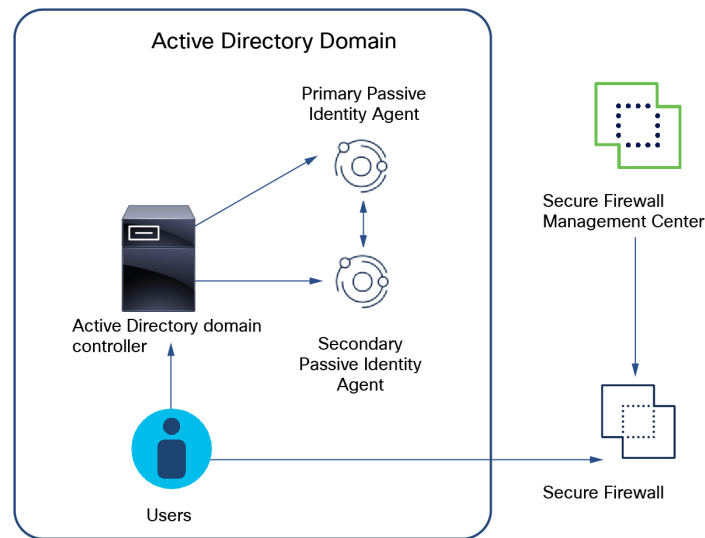 Active Directory Domain
Primary Passive
Identity Agent
Secure Firewall
Management Center
Active Directory domain
controller
Secondary
Passive Identity
Agent
Users
Secure Firewall